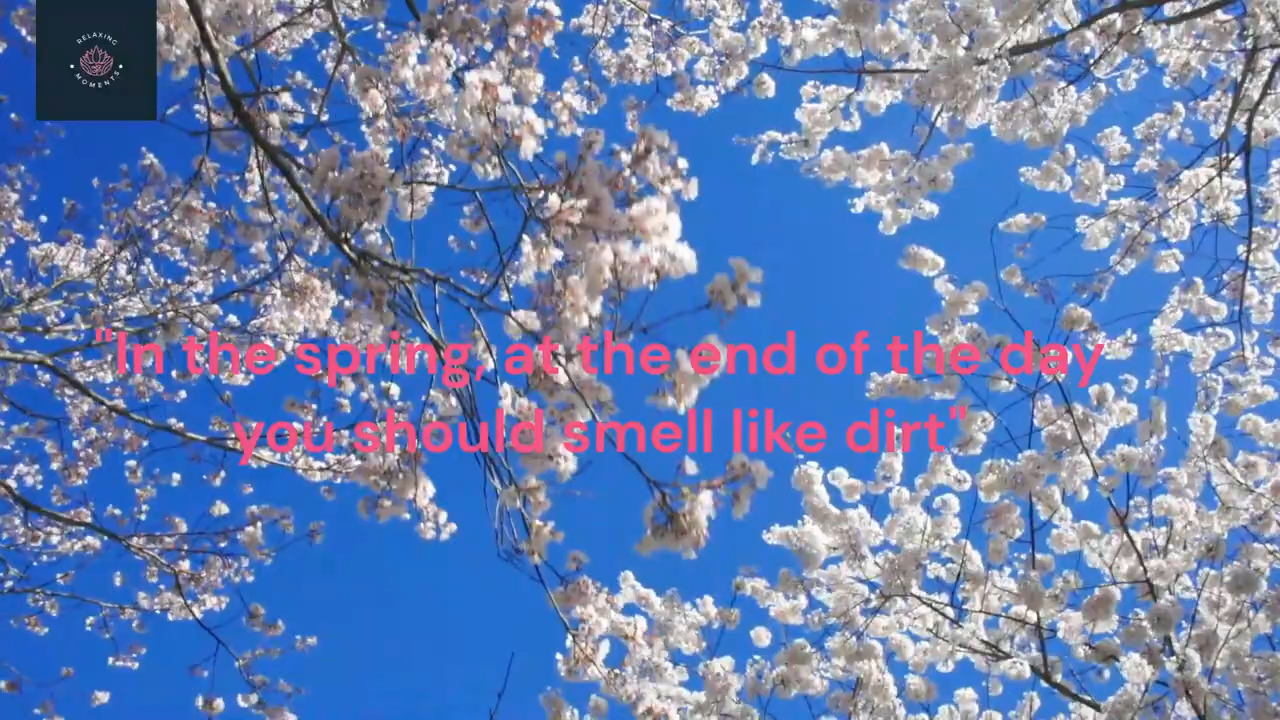 RELAXING
MOMENTS
"In the spring, at the end of the day
you should smell like dirt"